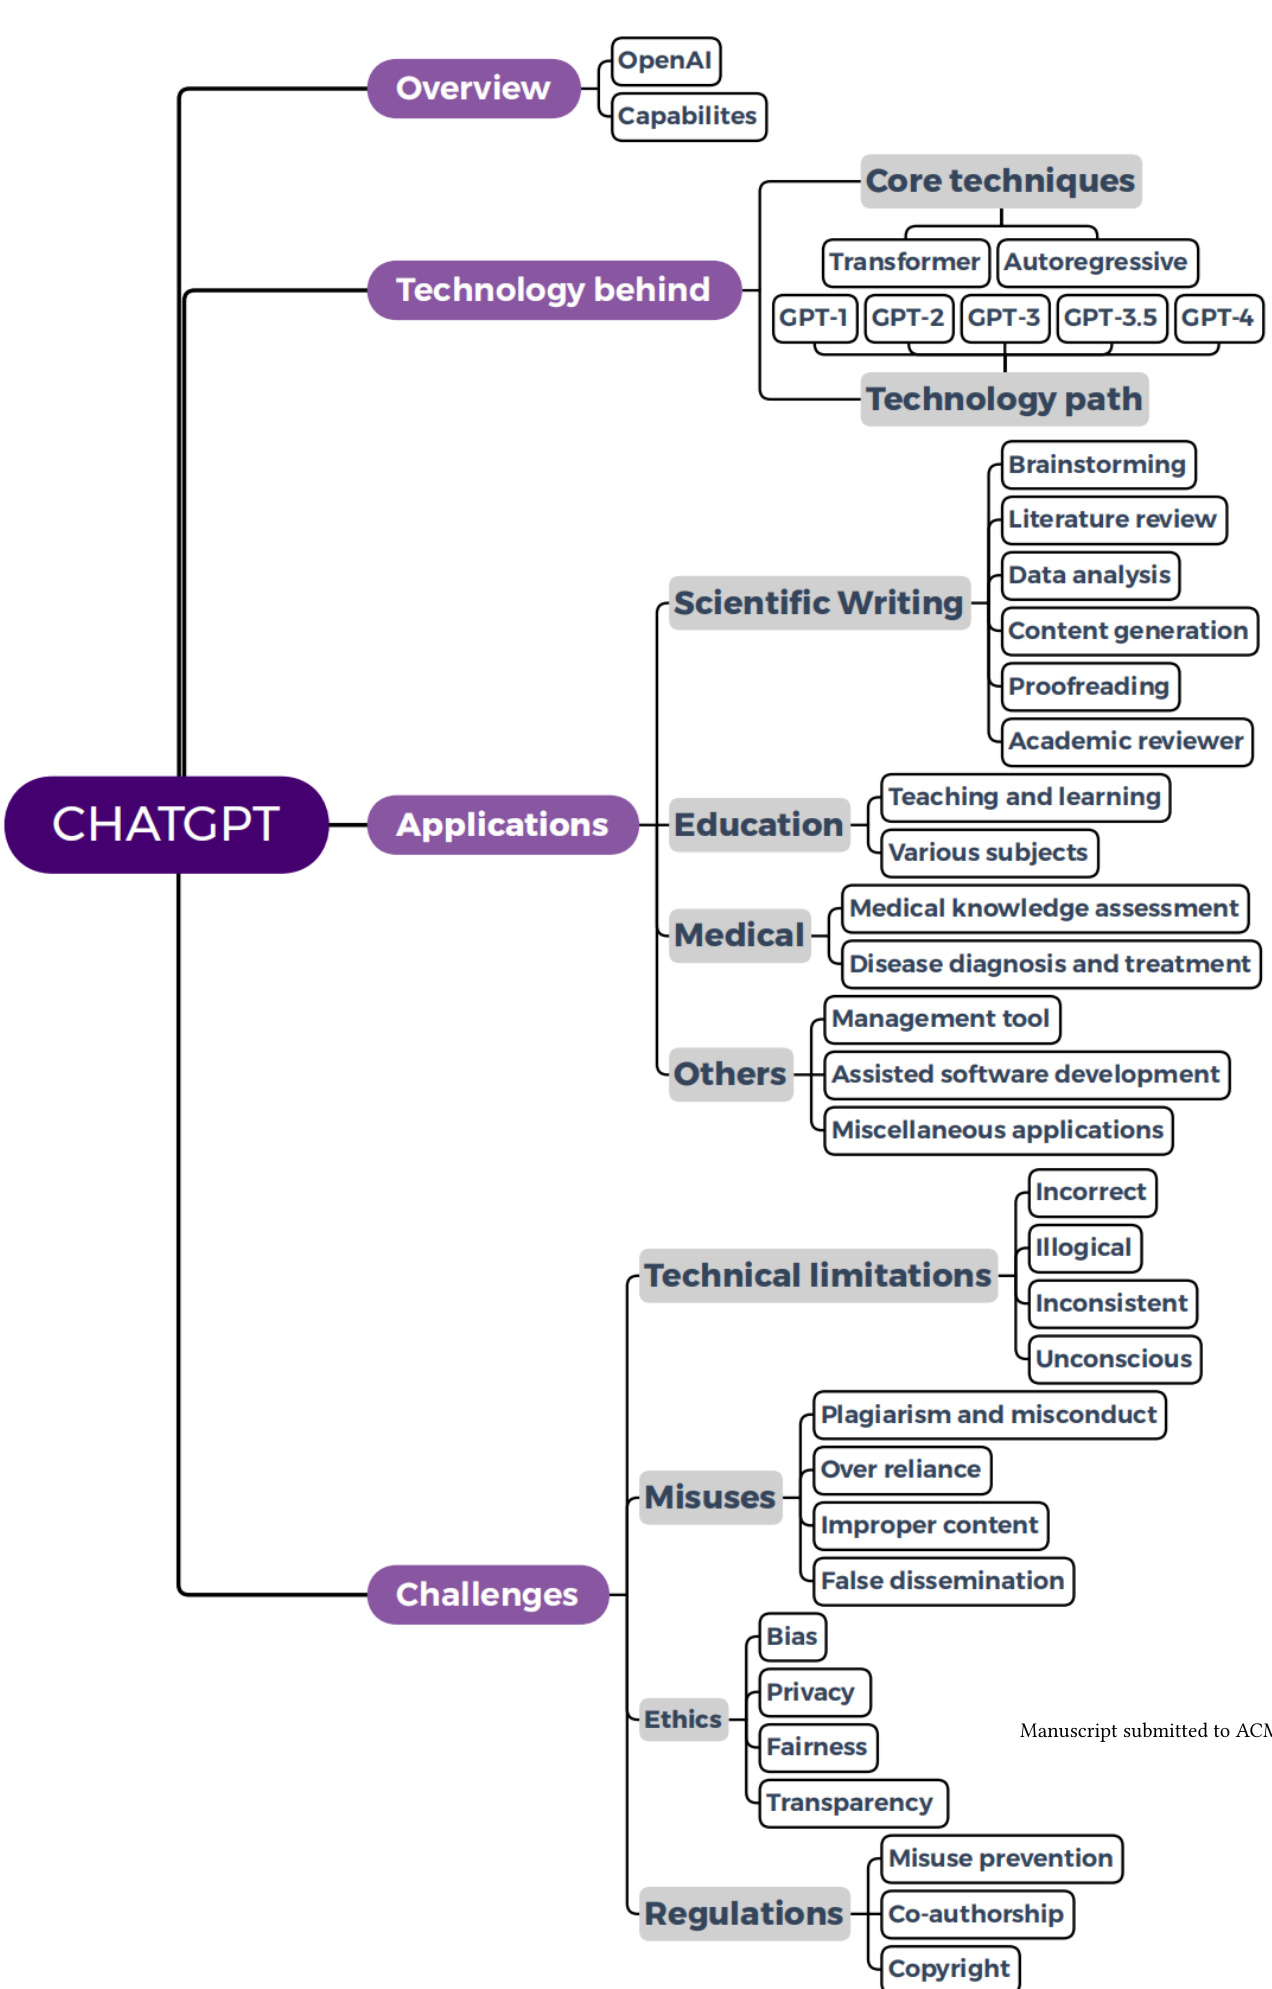 OpenAI
Overview
Capabilites
Core techniques
Transformer Autoregressive
Technology behind
GPT-1 GPT-2 GPT-3 GPT-3.5 GPT-4
Technology path
Brainstorming
Literature review
Data analysis
Scientific Writing
Content generation
Proofreading
Academic reviewer
Teaching and learning
CHATGPT
Applications
Education
Various subjects
Medical knowledge assessment
Medical
Disease diagnosis and treatment
Management tool
Others
Assisted software development
Miscellaneous applications
Incorrect
Illogical
Technical limitations
Inconsistent
Unconscious
Plagiarism and misconduct
Over reliance
Misuses
Improper content
False dissemination
Challenges
Bias
Privacy
Ethics
Manuscript submitted to ACM
Fairness
Transparency
Misuse prevention
Regulations
Co-authorship
Copyright